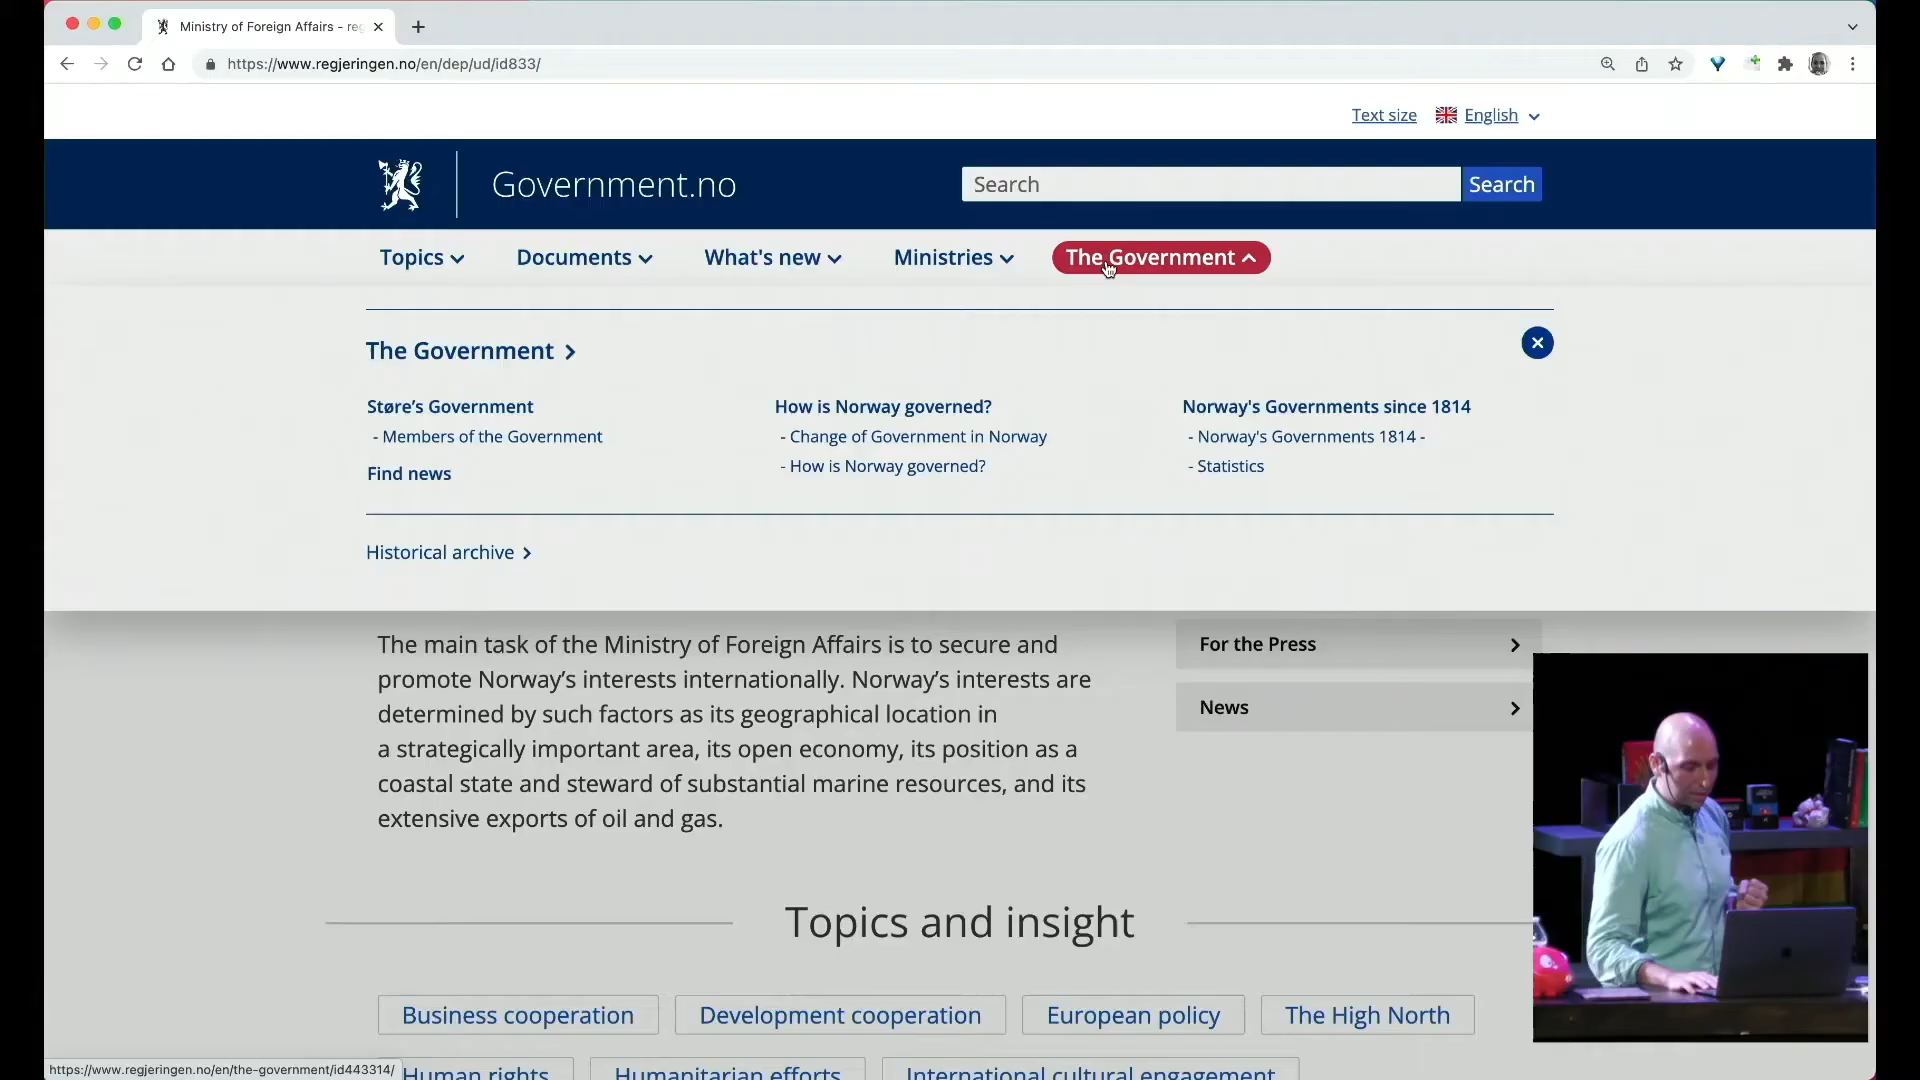 Ministry of Foreign Affairs - reg
https://www.regjeringen.no/en/dep/ud/id833/
Text size English
Government.no
Search Search
Topics Documents What's new Ministries The Government
The Government
Støre’s Government
- Members of the Government
Find news
How is Norway governed?
- Change of Government in Norway
- How is Norway governed?
Norway's Governments since 1814
- Norway's Governments 1814 -
- Statistics
Historical archive
The main task of the Ministry of Foreign Affairs is to secure and
promote Norway’s interests internationally. Norway’s interests are
determined by such factors as its geographical location in
a strategically important area, its open economy, its position as a
coastal state and steward of substantial marine resources, and its
extensive exports of oil and gas.
For the Press
News
Topics and insight
Business cooperation Development cooperation European policy The High North
Human rights Humanitarian efforts International cultural engagement
https://www.regjeringen.no/en/the-government/id443314/